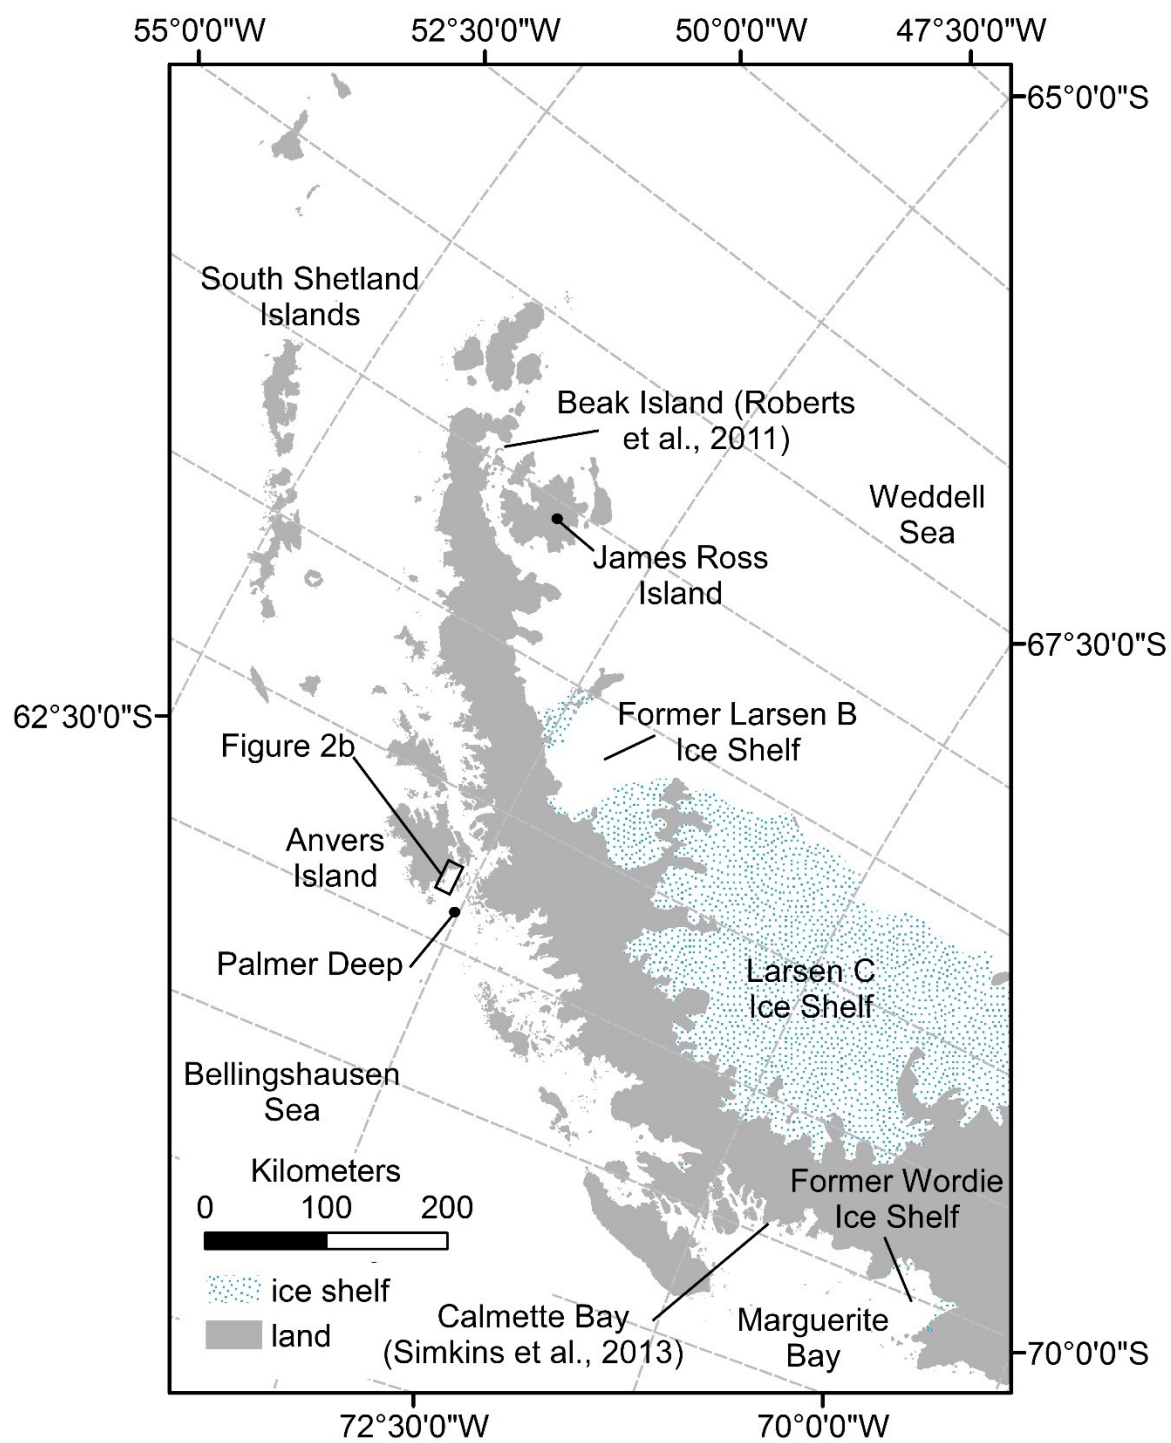 55°0'0"W
52°30'0"W
50°0'0"W
47°30'0"W
65°0'0"S
South Shetland
Islands
Beak Island (Roberts
et al., 2011)
Weddell
Sea
James Ross
Island
67°30'0"S
62°30'0"S
Former Larsen B
Ice Shelf
Figure 2b
Anvers
Island
Palmer Deep
Larsen C
Ice Shelf
Bellingshausen
Sea
Kilometers
0 100 200
Former Wordie
Ice Shelf
ice shelf
land
Calmette Bay
(Simkins et al., 2013)
Marguerite
Bay
70°0'0"S
72°30'0"W
70°0'0"W